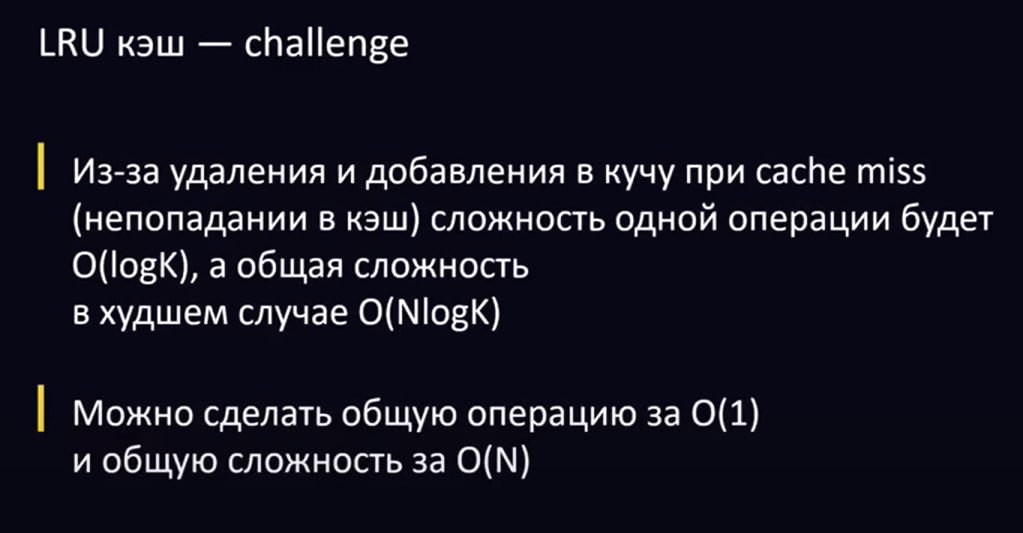 LRU кэш — challenge
Из-за удаления и добавления в кучу при cache miss
(непопадании в кэш) сложность одной операции будет
O(logK), а общая сложность
в худшем случае O(NlogK)
Можно сделать общую операцию за O(1)
и общую сложность за O(N)